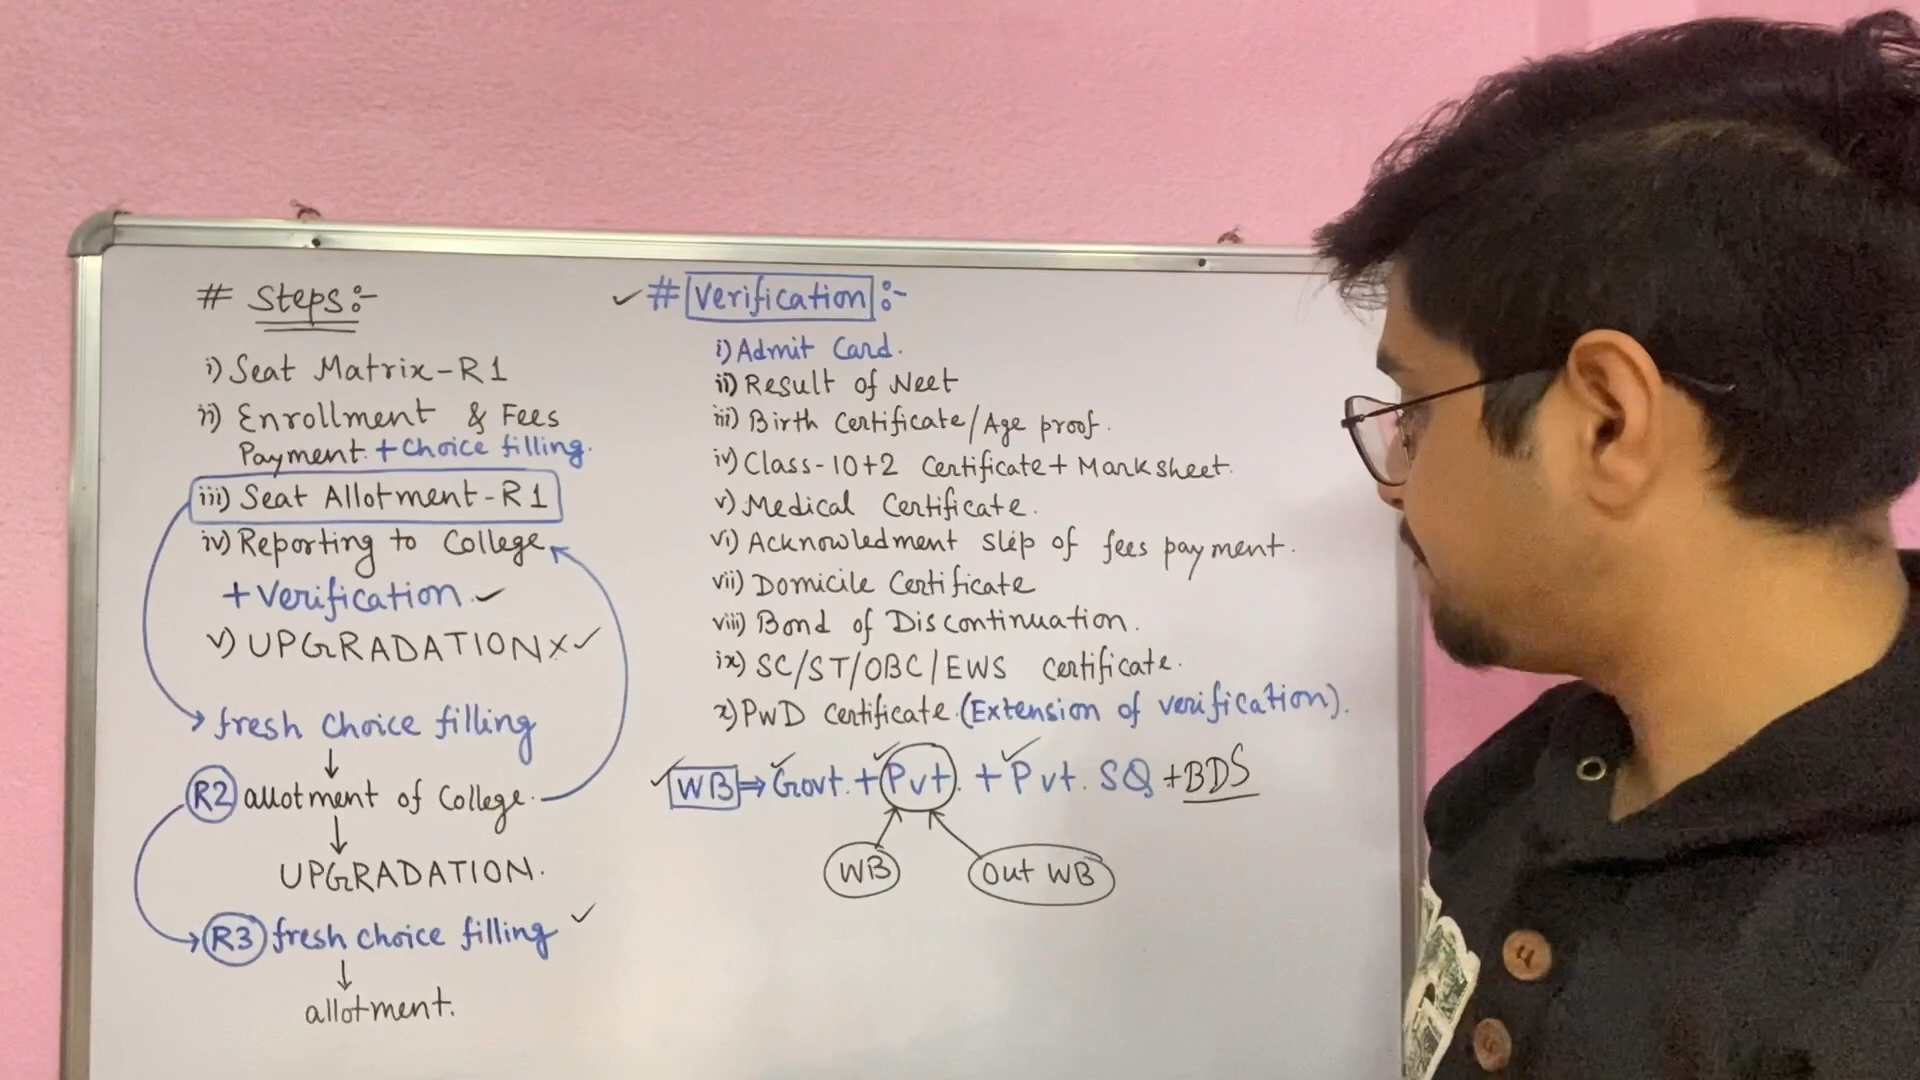 # Steps:-
i) Seat Matrix-R1
ii) Enrollment & Fees
Payment + Choice filling.
iii) Seat Allotment-R1
iv) Reporting to College
+ Verification ✓
v) UPGRADATION × ✓
fresh choice filling
↓
R2 allotment of College.
↓
UPGRADATION.
R3 fresh choice filling ✓
↓
allotment.
✓ # Verification :-
i) Admit Card.
ii) Result of Neet
iii) Birth Certificate/Age proof.
iv) Class-10+2 Certificate + Marksheet.
v) Medical Certificate.
vi) Acknowledment slip of fees payment.
vii) Domicile Certificate
viii) Bond of Discontinuation.
ix) SC/ST/OBC/EWS Certificate.
x) PwD Certificate. (Extension of verification).
✓ WB ⇒ Govt. + Pvt. + Pvt. SQ + BDS
WB Out WB